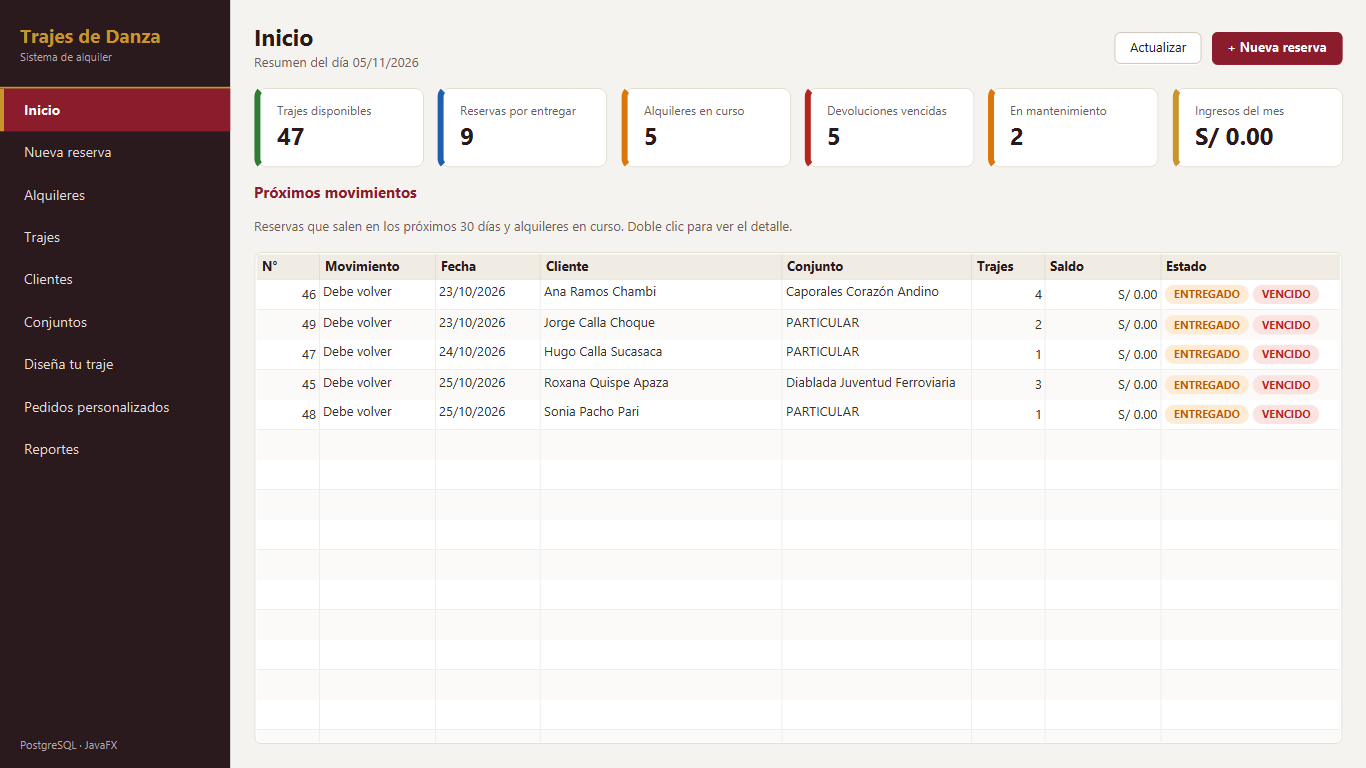 Trajes de Danza
Sistema de alquiler
Inicio
Nueva reserva
Alquileres
Trajes
Clientes
Conjuntos
Diseña tu traje
Pedidos personalizados
Reportes
PostgreSQL · JavaFX
Inicio
Resumen del día 05/11/2026
Actualizar
+ Nueva reserva
Trajes disponibles
47
Reservas por entregar
9
Alquileres en curso
5
Devoluciones vencidas
5
En mantenimiento
2
Ingresos del mes
S/ 0.00
Próximos movimientos
Reservas que salen en los próximos 30 días y alquileres en curso. Doble clic para ver el detalle.
N° Movimiento Fecha Cliente Conjunto Trajes Saldo Estado
46 Debe volver 23/10/2026 Ana Ramos Chambi Caporales Corazón Andino 4 S/ 0.00 ENTREGADO VENCIDO
49 Debe volver 23/10/2026 Jorge Calla Choque PARTICULAR 2 S/ 0.00 ENTREGADO VENCIDO
47 Debe volver 24/10/2026 Hugo Calla Sucasaca PARTICULAR 1 S/ 0.00 ENTREGADO VENCIDO
45 Debe volver 25/10/2026 Roxana Quispe Apaza Diablada Juventud Ferroviaria 3 S/ 0.00 ENTREGADO VENCIDO
48 Debe volver 25/10/2026 Sonia Pacho Pari PARTICULAR 1 S/ 0.00 ENTREGADO VENCIDO